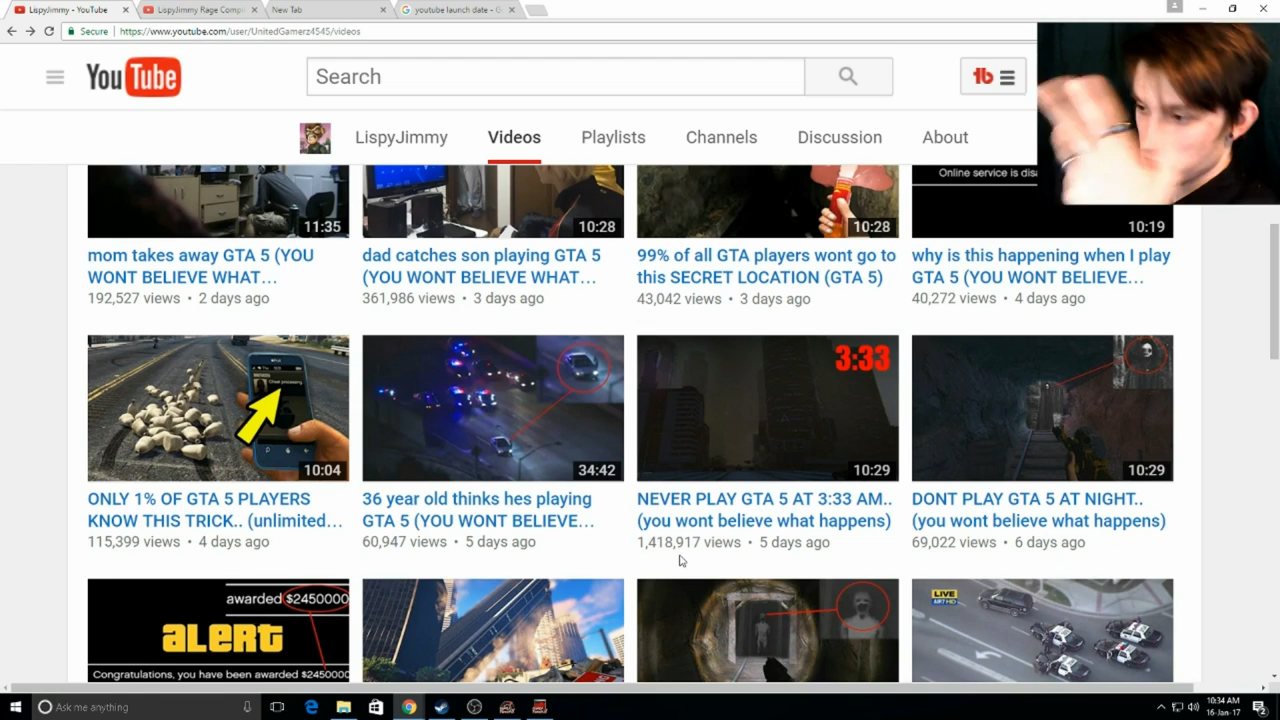 LispyJimmy - YouTube
LispyJimmy Rage Compi
New Tab
youtube launch date - G
Secure
https://www.youtube.com/user/UnitedGamerz4545/videos
YouTube
Search
tb
LispyJimmy
Videos
Playlists
Channels
Discussion
About
Online service is disa
11:35
10:28
10:28
10:19
mom takes away GTA 5 (YOU
WONT BELIEVE WHAT…
192,527 views • 2 days ago
dad catches son playing GTA 5
(YOU WONT BELIEVE WHAT…
361,986 views • 3 days ago
99% of all GTA players wont go to
this SECRET LOCATION (GTA 5)
43,042 views • 3 days ago
why is this happening when I play
GTA 5 (YOU WONT BELIEVE…
40,272 views • 4 days ago
3:33
10:04
34:42
10:29
10:29
ONLY 1% OF GTA 5 PLAYERS
KNOW THIS TRICK.. (unlimited…
115,399 views • 4 days ago
36 year old thinks hes playing
GTA 5 (YOU WONT BELIEVE…
60,947 views • 5 days ago
NEVER PLAY GTA 5 AT 3:33 AM..
(you wont believe what happens)
1,418,917 views • 5 days ago
DONT PLAY GTA 5 AT NIGHT..
(you wont believe what happens)
69,022 views • 6 days ago
awarded $2450000
ALERT
Congratulations, you have been awarded $2450000
LIVE
AIR7 HD
Ask me anything
10:34 AM
16-Jan-17
2